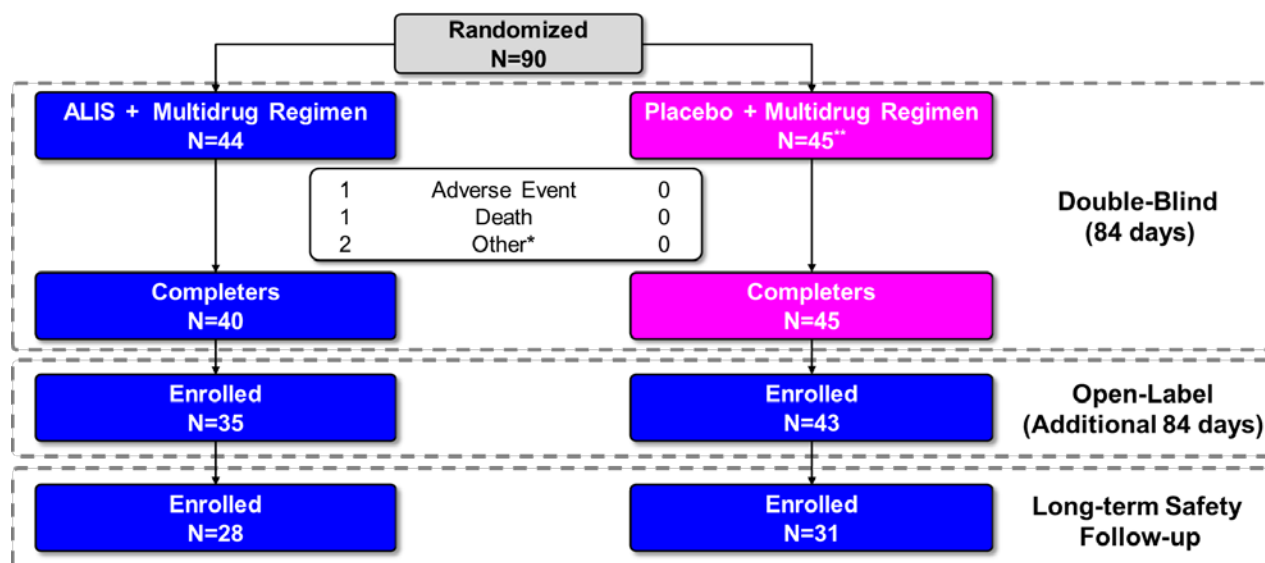 Randomized
N=90
ALIS + Multidrug Regimen
N=44
Placebo + Multidrug Regimen
N=45**
1 Adverse Event 0
1 Death 0
2 Other* 0
Double-Blind
(84 days)
Completers
N=40
Completers
N=45
Enrolled
N=35
Enrolled
N=43
Open-Label
(Additional 84 days)
Enrolled
N=28
Enrolled
N=31
Long-term Safety
Follow-up